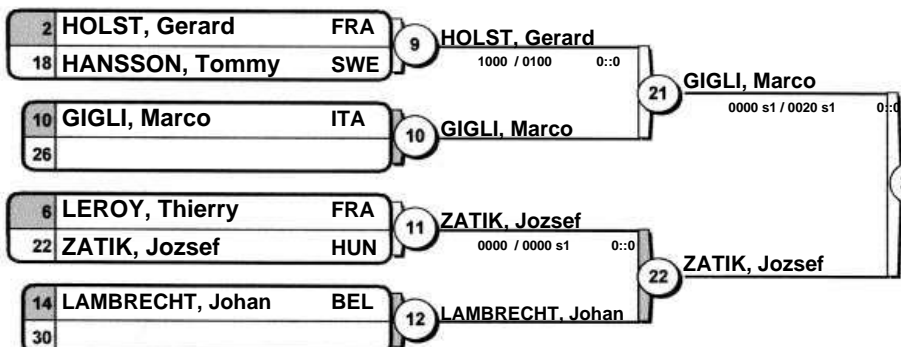 2 HOLST, Gerard FRA
18 HANSSON, Tommy SWE
9
HOLST, Gerard
1000 / 0100 0::0
10 GIGLI, Marco ITA
26
10
GIGLI, Marco
21
GIGLI, Marco
0000 s1 / 0020 s1 0::0
6 LEROY, Thierry FRA
22 ZATIK, Jozsef HUN
11
ZATIK, Jozsef
0000 / 0000 s1 0::0
14 LAMBRECHT, Johan BEL
30
12
LAMBRECHT, Johan
22
ZATIK, Jozsef